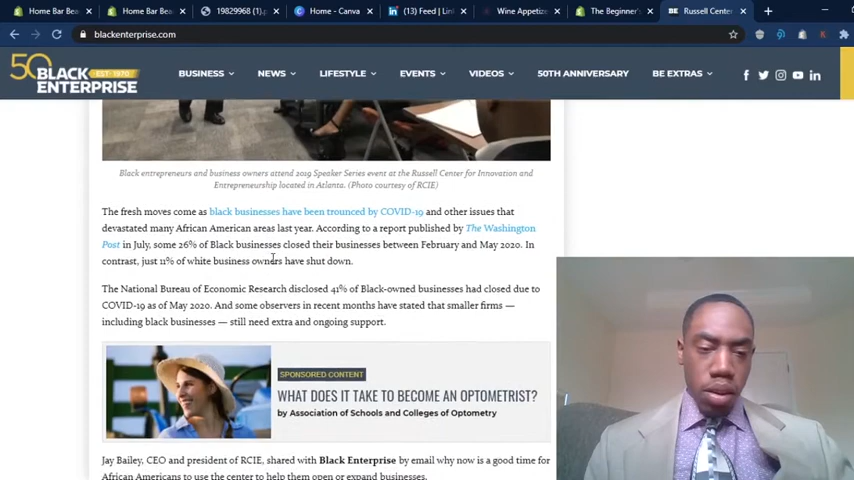 Home Bar Bea
Home Bar Bea
19829968 (1).p
Home - Canva
(13) Feed | Link
Wine Appetize
The Beginner's
Russell Center
blackenterprise.com
50 BLACK EST. 1970
ENTERPRISE
BUSINESS
NEWS
LIFESTYLE
EVENTS
VIDEOS
50TH ANNIVERSARY
BE EXTRAS
Black entrepreneurs and business owners attend 2019 Speaker Series event at the Russell Center for Innovation and
Entrepreneurship located in Atlanta. (Photo courtesy of RCIE)
The fresh moves come as black businesses have been trounced by COVID-19 and other issues that
devastated many African American areas last year. According to a report published by The Washington
Post in July, some 26% of Black businesses closed their businesses between February and May 2020. In
contrast, just 11% of white business owners have shut down.
The National Bureau of Economic Research disclosed 41% of Black-owned businesses had closed due to
COVID-19 as of May 2020. And some observers in recent months have stated that smaller firms —
including black businesses — still need extra and ongoing support.
SPONSORED CONTENT
WHAT DOES IT TAKE TO BECOME AN OPTOMETRIST?
by Association of Schools and Colleges of Optometry
Jay Bailey, CEO and president of RCIE, shared with Black Enterprise by email why now is a good time for
African Americans to use the center to help them open or expand businesses.